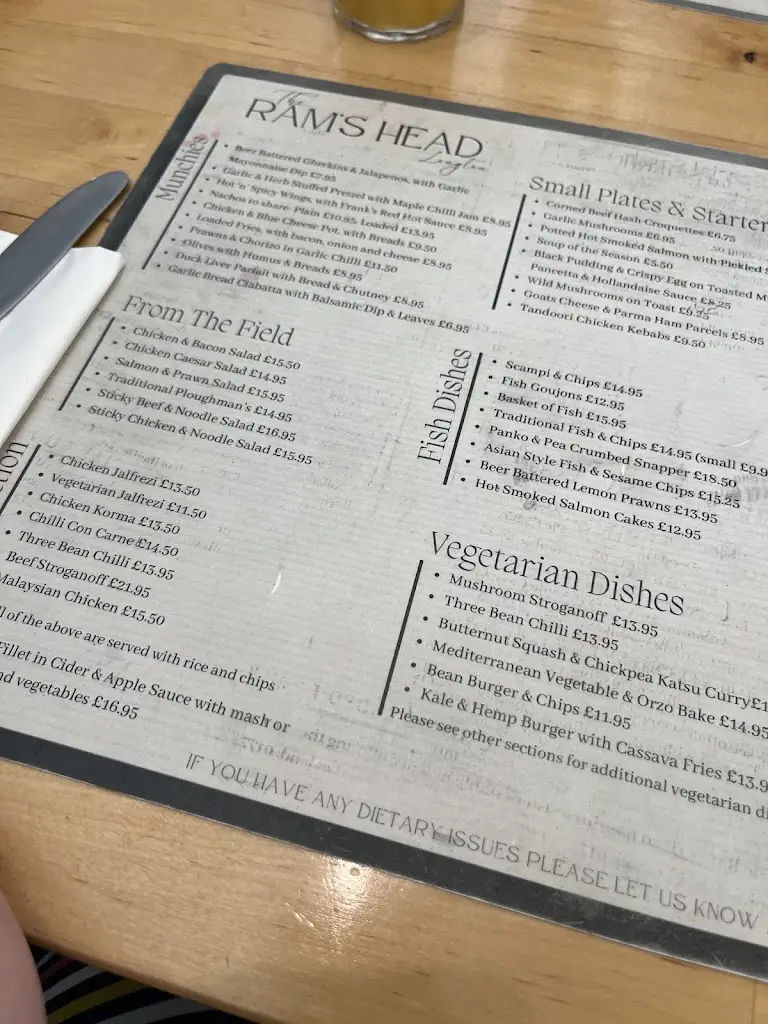 The
RAM'S HEAD
Longton
Munchies
Beer Battered Gherkins & Jalapenos, with Garlic
Mayonnaise Dip £7.95
Garlic & Herb Stuffed Pretzel with Maple Chilli Jam £8.95
'Hot 'n' Spicy Wings, with Frank's Red Hot Sauce £8.95
Nachos to share- Plain £10.95, Loaded £13.95
Chicken & Blue Cheese Pot, with Breads £9.50
Loaded Fries, with bacon, onion and cheese £8.95
Prawns & Chorizo in Garlic Chilli £11.50
Olives with Humus & Breads £8.95
Duck Liver Parfait with Bread & Chutney £8.95
Garlic Bread Ciabatta with Balsamic Dip & Leaves £6.95
From The Field
Chicken & Bacon Salad £15.50
Chicken Caesar Salad £14.95
Salmon & Prawn Salad £15.95
Traditional Ploughman's £14.95
Sticky Beef & Noodle Salad £16.95
Sticky Chicken & Noodle Salad £15.95
Chicken Jalfrezi £13.50
Vegetarian Jalfrezi £11.50
Chicken Korma £13.50
Chilli Con Carne £14.50
Three Bean Chilli £13.95
Beef Stroganoff £21.95
Malaysian Chicken £15.50
of the above are served with rice and chips
Fillet in Cider & Apple Sauce with mash or
vegetables £16.95
Small Plates & Starter
Corned Beef Hash Croquettes £6.75
Garlic Mushrooms £6.95
Potted Hot Smoked Salmon with Pickled
Soup of the Season £5.50
Black Pudding & Crispy Egg on Toasted
Pancetta & Hollandaise Sauce £8.25
Wild Mushrooms on Toast £9.25
Goats Cheese & Parma Ham Parcels £8.95
Tandoori Chicken Kebabs £9.50
Fish Dishes
Scampi & Chips £14.95
Fish Goujons £12.95
Basket of Fish £15.95
Traditional Fish & Chips £14.95 (small £9.9
Panko & Pea Crumbed Snapper £18.50
Asian Style Fish & Sesame Chips £15.25
Beer Battered Lemon Prawns £13.95
Hot Smoked Salmon Cakes £12.95
Vegetarian Dishes
Mushroom Stroganoff £13.95
Three Bean Chilli £13.95
Butternut Squash & Chickpea Katsu Curry£1
Mediterranean Vegetable & Orzo Bake £14.95
Bean Burger & Chips £11.95
Kale & Hemp Burger with Cassava Fries £13.9
Please see other sections for additional vegetarian di
IF YOU HAVE ANY DIETARY ISSUES PLEASE LET US KNOW